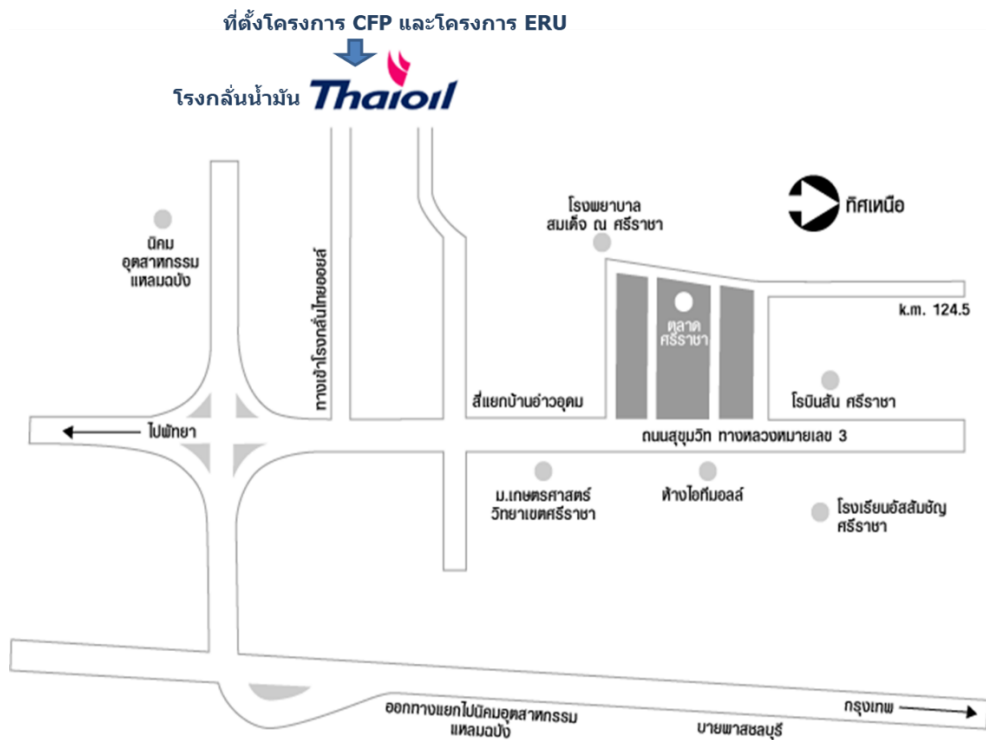 ที่ตั้งโครงการ CFP และโครงการ ERU
โรงกลั่นน้ำมัน Thaioil
โรงพยาบาล
สมเด็จ ณ ศรีราชา
ทิศเหนือ
นิคม
อุตสาหกรรม
แหลมฉบัง
ทางเข้าโรงกลั่นไทยออยล์
k.m. 124.5
ตลาด
ศรีราชา
สี่แยกบ้านอ่าวอุดม
โรบินสัน ศรีราชา
ไปพัทยา
ถนนสุขุมวิท ทางหลวงหมายเลข 3
ม.เกษตรศาสตร์
วิทยาเขตศรีราชา
ห้างไอทีมอลล์
โรงเรียนอัสสัมชัญ
ศรีราชา
ออกทางแยกไปนิคมอุตสาหกรรม
แหลมฉบัง
กรุงเทพ
บายพาสชลบุรี